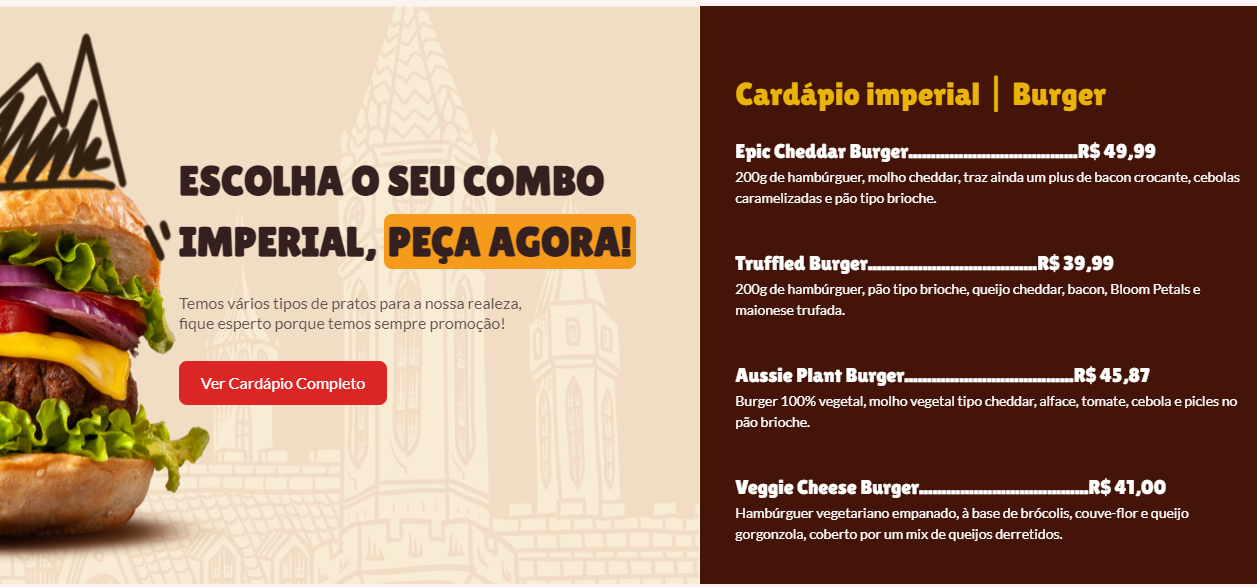 ESCOLHA O SEU COMBO
IMPERIAL, PEÇA AGORA!
Temos vários tipos de pratos para a nossa realeza,
fique esperto porque temos sempre promoção!
Ver Cardápio Completo
Cardápio imperial | Burger
Epic Cheddar Burger.....................................R$ 49,99
200g de hambúrguer, molho cheddar, traz ainda um plus de bacon crocante, cebolas
caramelizadas e pão tipo brioche.
Truffled Burger.....................................R$ 39,99
200g de hambúrguer, pão tipo brioche, queijo cheddar, bacon, Bloom Petals e
maionese trufada.
Aussie Plant Burger.....................................R$ 45,87
Burger 100% vegetal, molho vegetal tipo cheddar, alface, tomate, cebola e picles no
pão brioche.
Veggie Cheese Burger.....................................R$ 41,00
Hambúrguer vegetariano empanado, à base de brócolis, couve-flor e queijo
gorgonzola, coberto por um mix de queijos derretidos.